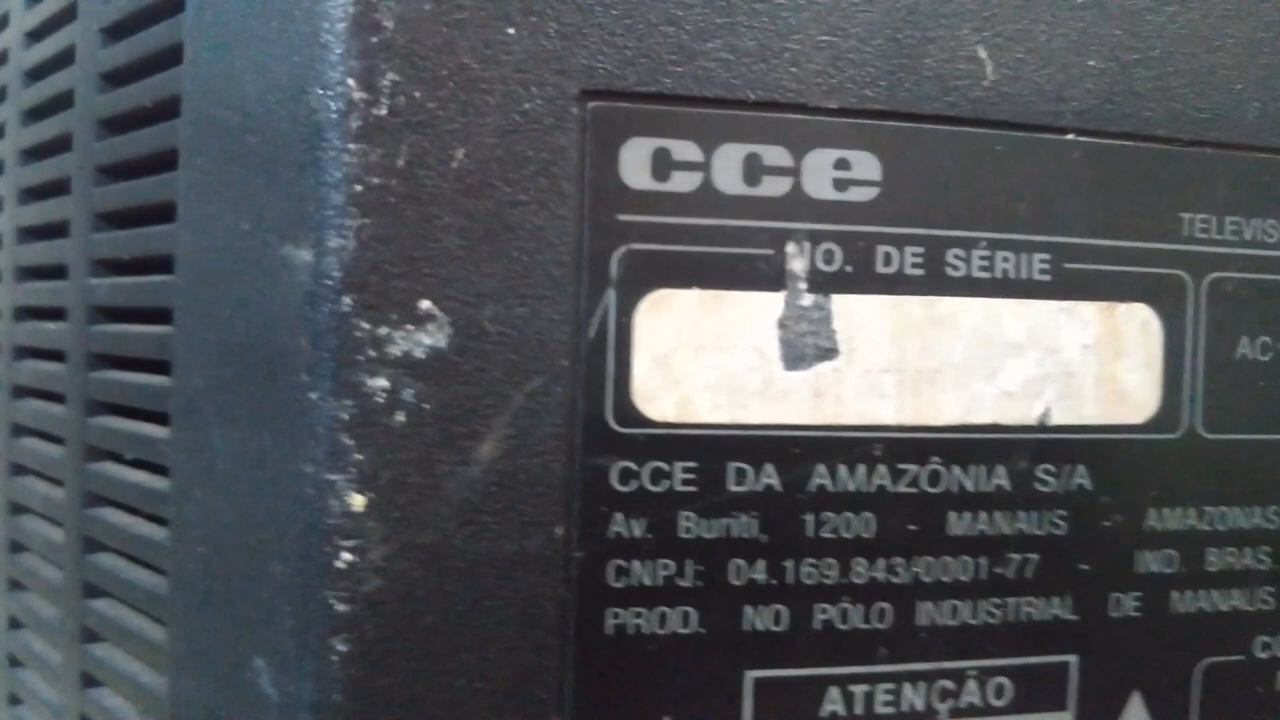 cce
TELEVIS
NO. DE SÉRIE
AC
CCE DA AMAZÔNIA S/A
Av. Buriti, 1200 - MANAUS - AMAZONAS
CNPJ: 04.169.843/0001-77 - IND. BRAS.
PROD. NO PÓLO INDUSTRIAL DE MANAUS
ATENÇÃO